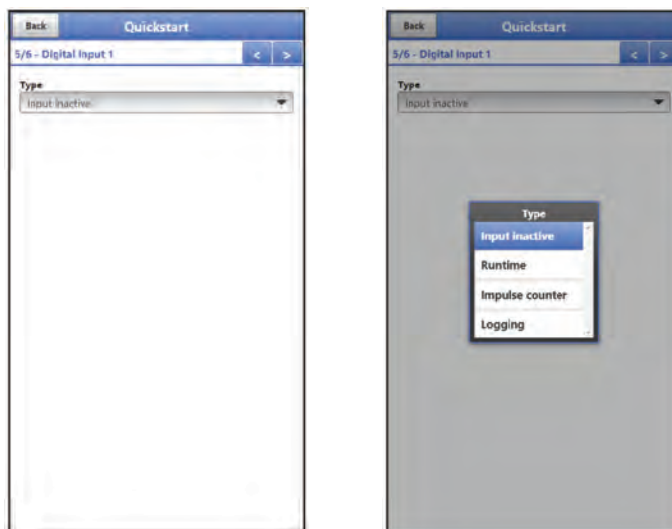 Back
Quickstart
5/6 - Digital Input 1
<
>
Type
Input inactive
Back
Quickstart
5/6 - Digital Input 1
<
>
Type
Input inactive
Type
Input inactive
Runtime
Impulse counter
Logging